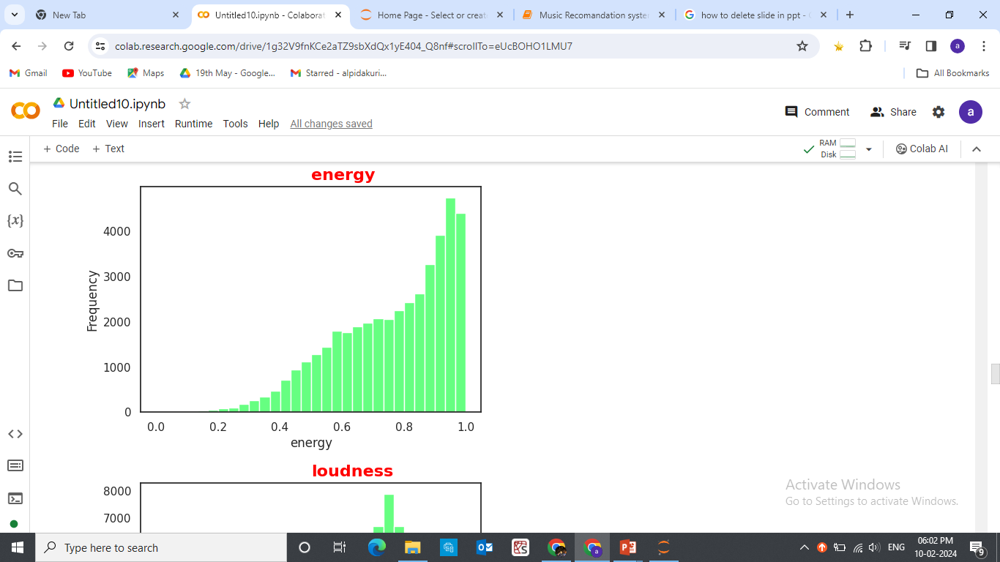 New Tab
Untitled10.ipynb - Colaborat
Home Page - Select or creat
Music Recomandation syste
how to delete slide in ppt -
colab.research.google.com/drive/1g32V9fnKCe2aTZ9sbXdQx1yE404_Q8nf#scrollTo=eUcBOHO1LMU7
a
Gmail
YouTube
Maps
19th May - Google...
Starred - alpidakuri...
All Bookmarks
Untitled10.ipynb
File Edit View Insert Runtime Tools Help All changes saved
Comment
Share
a
+ Code + Text
RAM
Disk
Colab AI
{x}
energy
4000
3000
2000
1000
0
Frequency
0.0 0.2 0.4 0.6 0.8 1.0
energy
loudness
8000
7000
Activate Windows
Go to Settings to activate Windows.
Type here to search
ENG
06:02 PM
10-02-2024
9